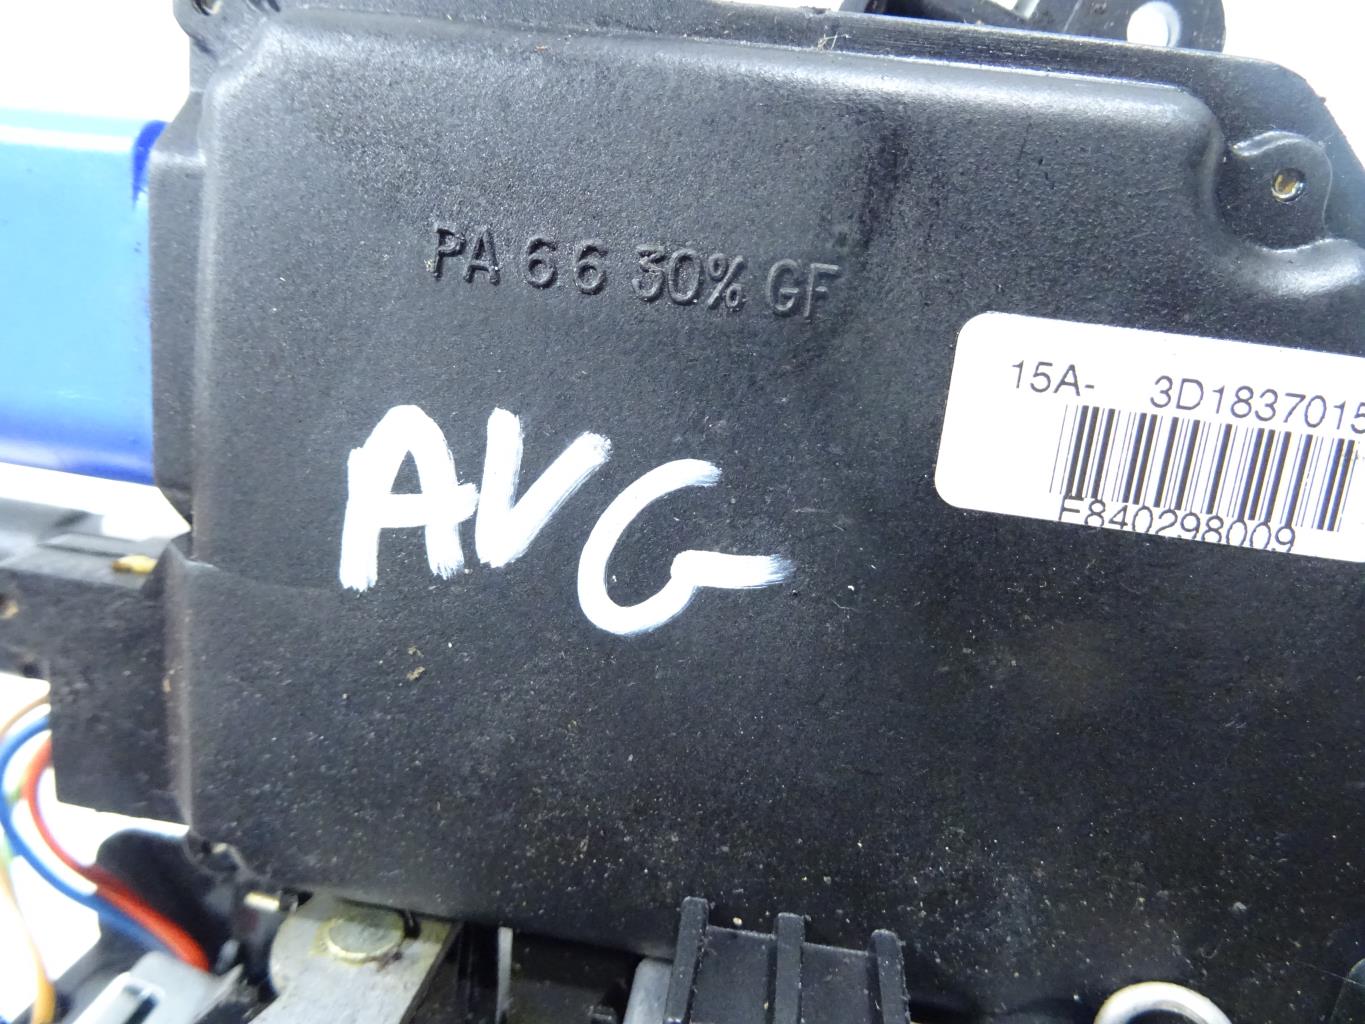 PA 66 30% GF
15A- 3D1837015
F840298009
AVG